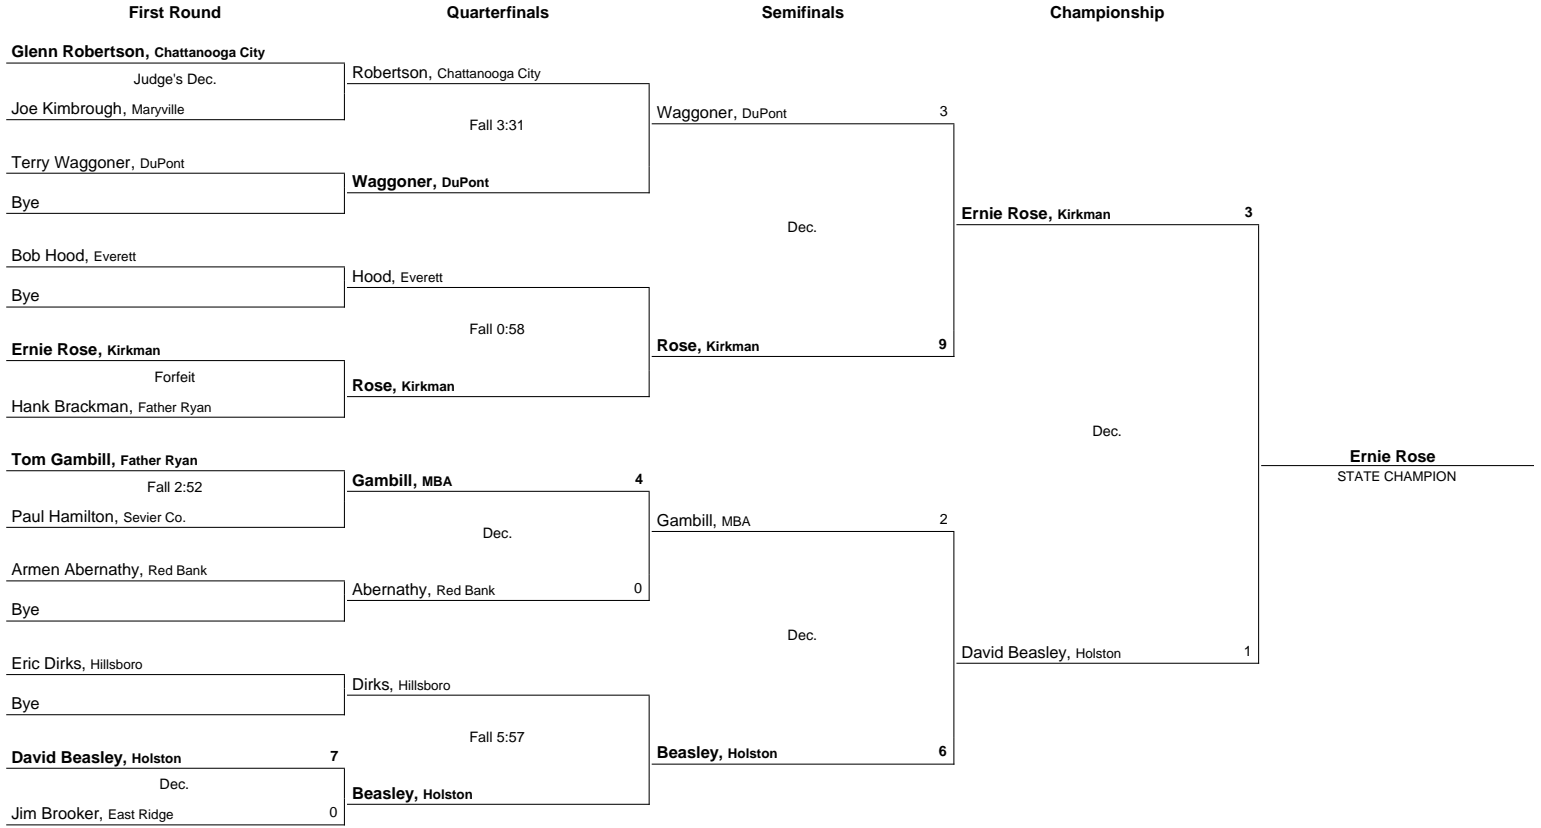 First Round
Quarterfinals
Semifinals
Championship
Glenn Robertson, Chattanooga City
Judge's Dec.
Joe Kimbrough, Maryville
Terry Waggoner, DuPont
Bye
Bob Hood, Everett
Bye
Ernie Rose, Kirkman
Forfeit
Hank Brackman, Father Ryan
Tom Gambill, Father Ryan
Fall 2:52
Paul Hamilton, Sevier Co.
Armen Abernathy, Red Bank
Bye
Eric Dirks, Hillsboro
Bye
David Beasley, Holston 7
Dec.
Jim Brooker, East Ridge 0
Robertson, Chattanooga City
Fall 3:31
Waggoner, DuPont
Hood, Everett
Fall 0:58
Rose, Kirkman
Gambill, MBA 4
Dec.
Abernathy, Red Bank 0
Dirks, Hillsboro
Fall 5:57
Beasley, Holston
Waggoner, DuPont 3
Dec.
Rose, Kirkman 9
Gambill, MBA 2
Dec.
Beasley, Holston 6
Ernie Rose, Kirkman 3
Dec.
David Beasley, Holston 1
Ernie Rose
STATE CHAMPION